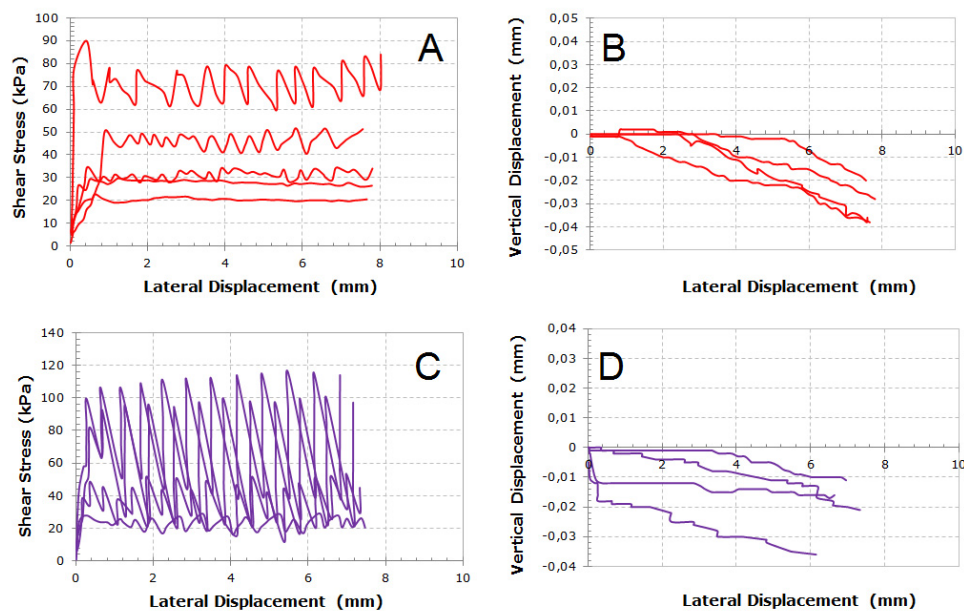 A
Shear Stress (kPa)
100
90
80
70
60
50
40
30
20
10
0
0 2 4 6 8 10
Lateral Displacement (mm)
B
Vertical Displacement (mm)
0,05
0,04
0,03
0,02
0,01
0
-0,01
-0,02
-0,03
-0,04
-0,05
0 2 4 6 8 10
Lateral Displacement (mm)
C
Shear Stress (kPa)
140
120
100
80
60
40
20
0
0 2 4 6 8 10
Lateral Displacement (mm)
D
Vertical Displacement (mm)
0,04
0,03
0,02
0,01
0
-0,01
-0,02
-0,03
-0,04
0 2 4 6 8 10
Lateral Displacement (mm)